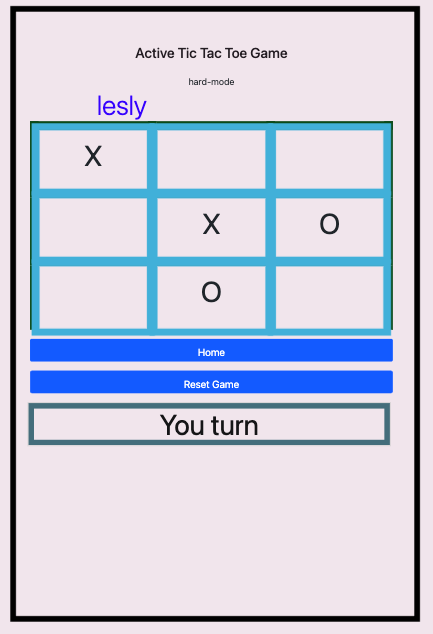 Active Tic Tac Toe Game
hard-mode
lesly
X
X O
O
Home
Reset Game
You turn